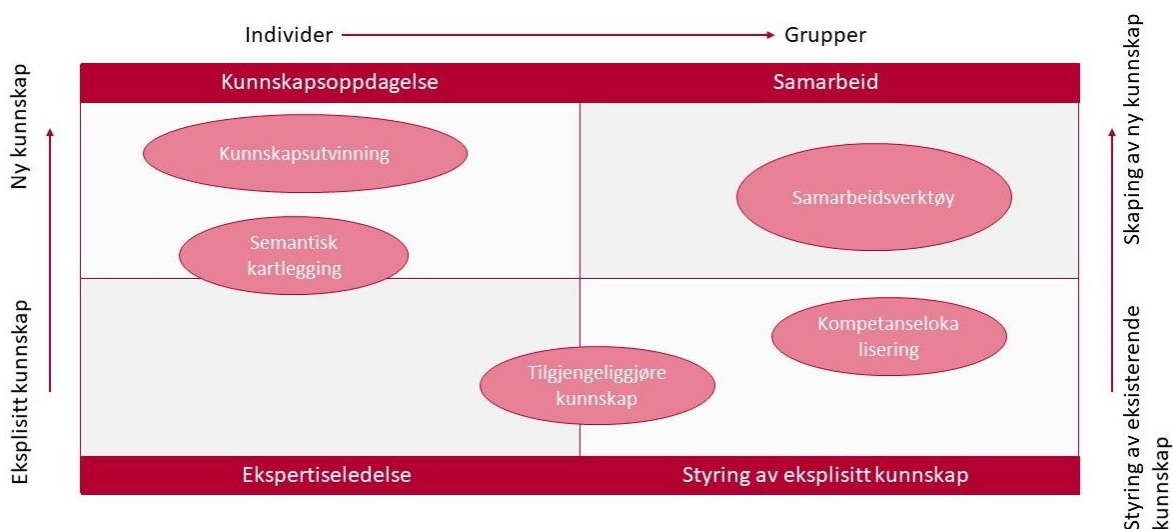 Individer
Grupper
Kunnskapsoppdagelse
Samarbeid
Ny kunnskap
Eksplisitt kunnskap
Kunnskapsutvinning
Semantisk
kartlegging
Samarbeidsverktøy
Kompetanseloka
lisering
Tilgjengeliggjøre
kunnskap
Skaping av ny kunnskap
Styring av eksisterende
kunnskap
Ekspertiseledelse
Styring av eksplisitt kunnskap